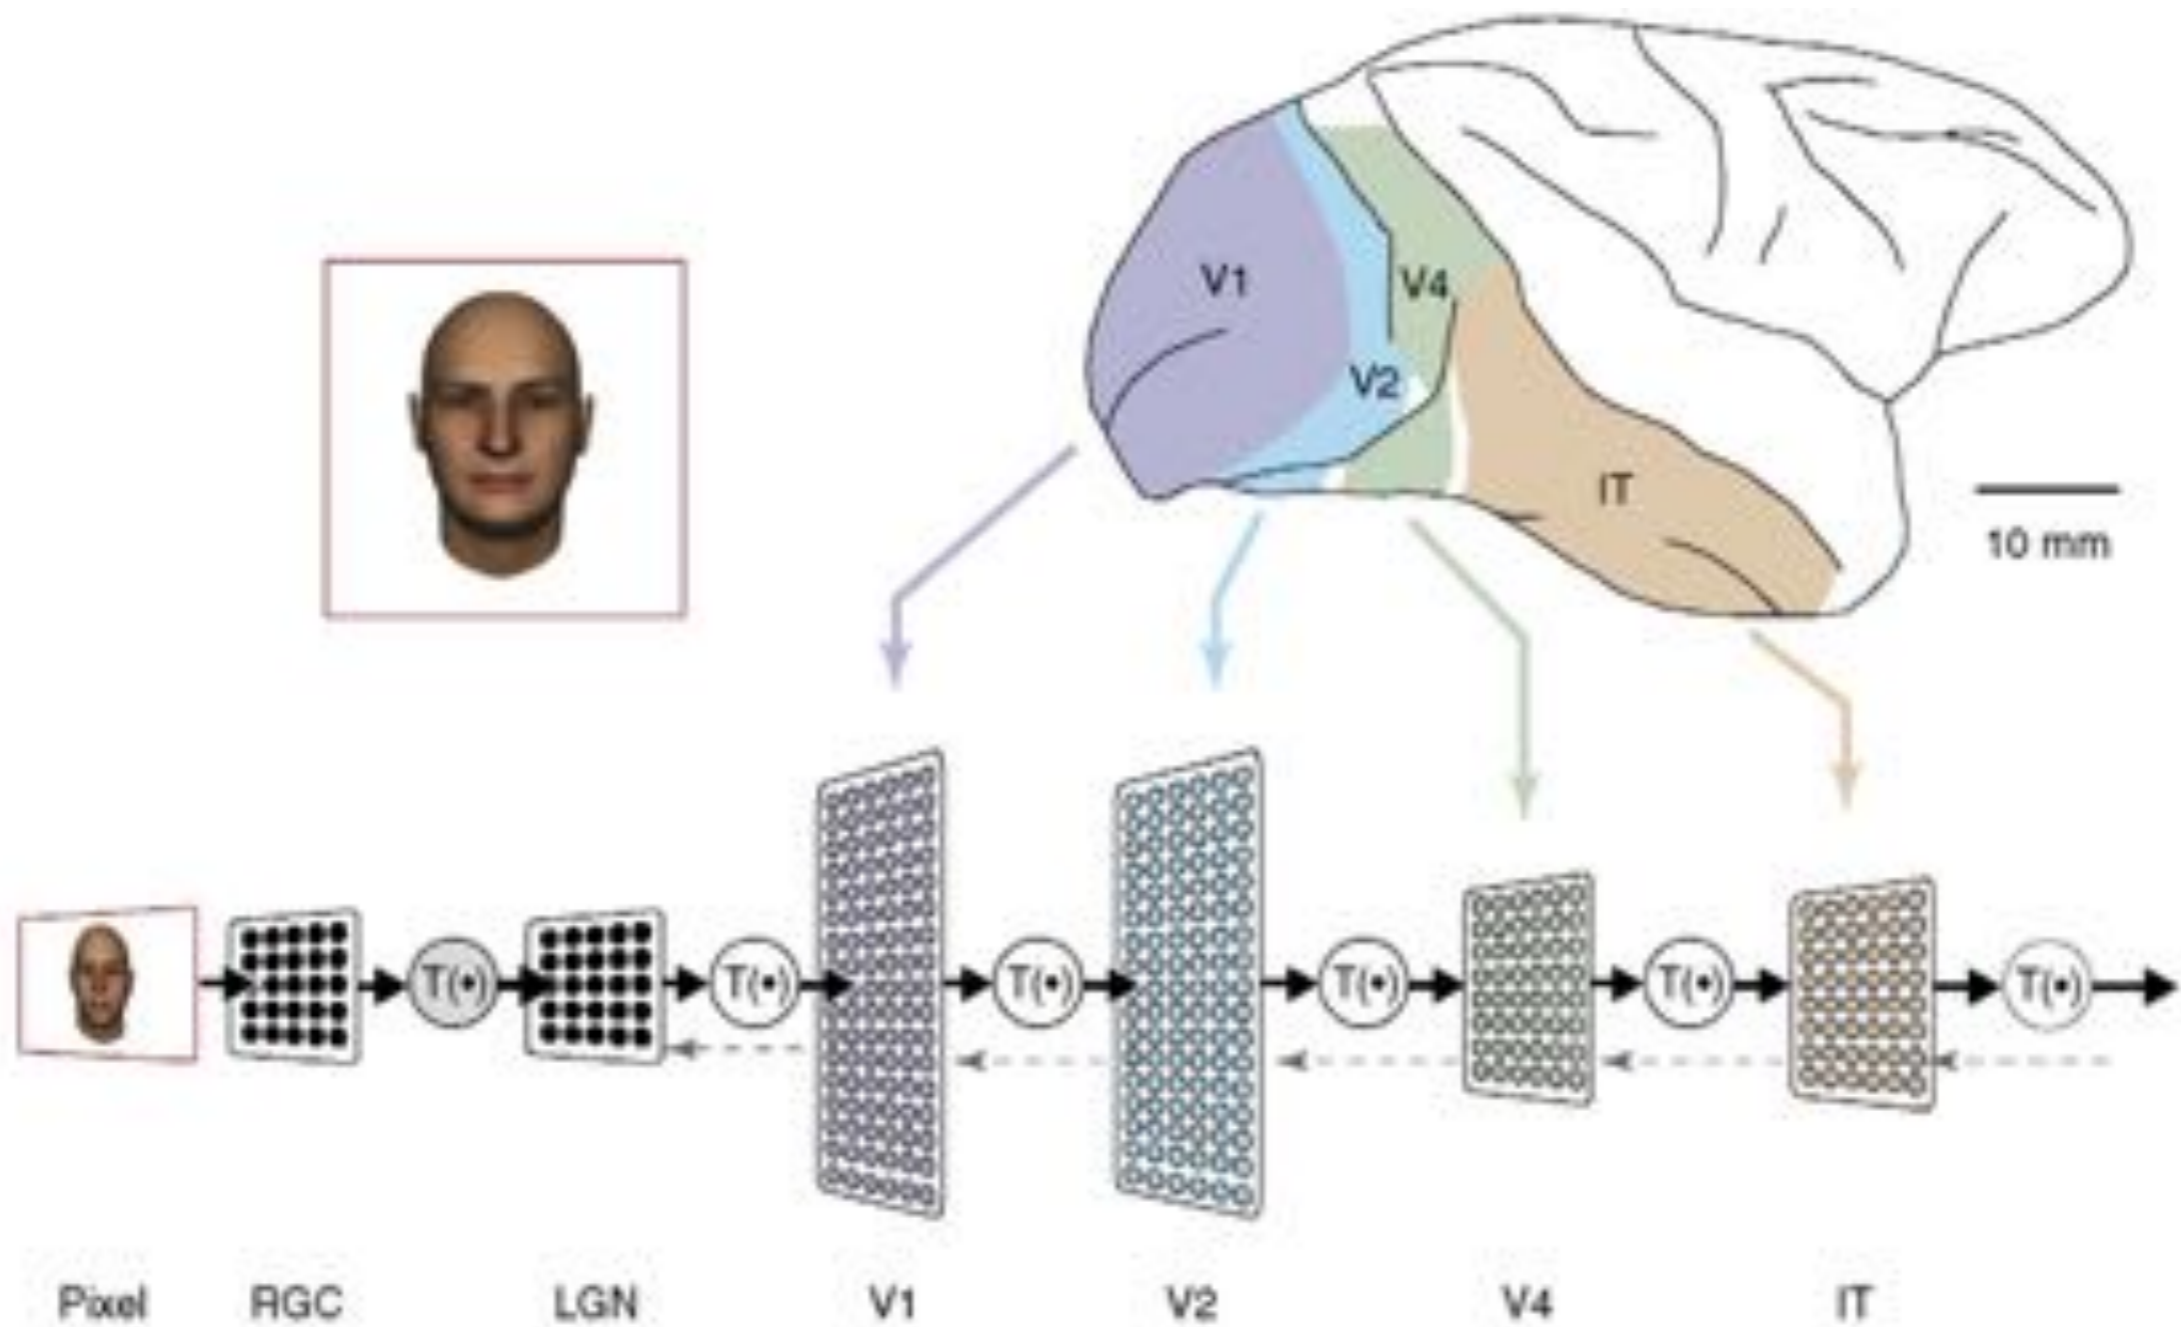 V1
V4
V2
IT
10 mm
T(•) T(•) T(•) T(•) T(•) T(•)
Pixel RGC LGN V1 V2 V4 IT